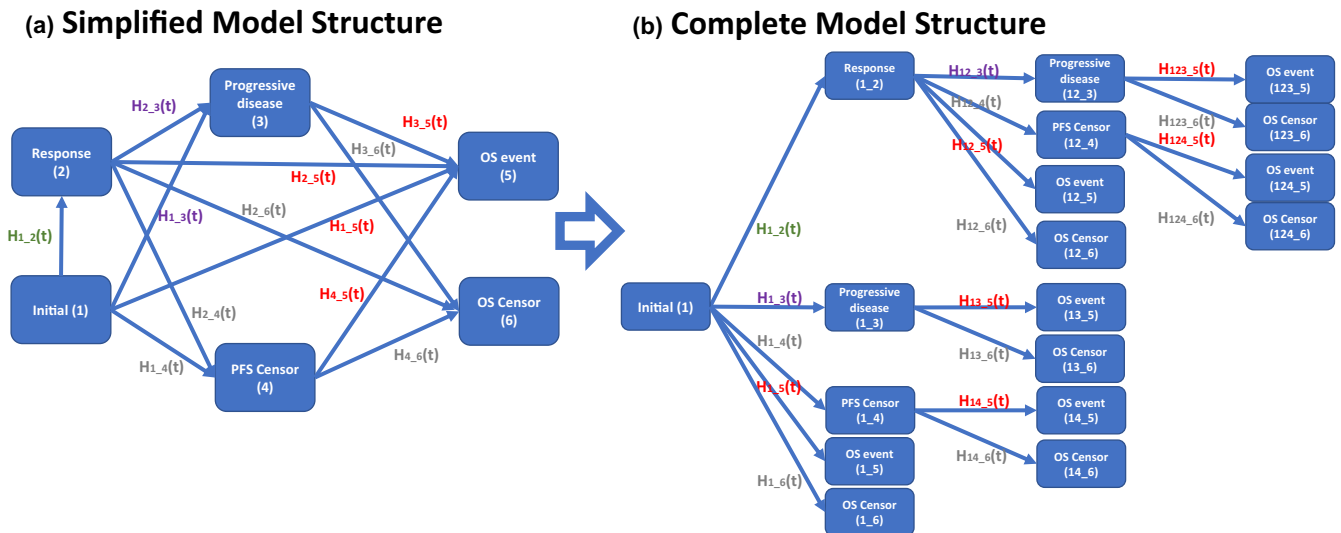 (a) Simplified Model Structure
Progressive
disease
(3)
H2_3(t)
H3_5(t)
H3_6(t)
Response
(2)
OS event
(5)
H2_5(t)
H1_3(t)
H2_6(t)
H1_5(t)
H1_2(t)
H4_5(t)
Initial (1)
OS Censor
(6)
H2_4(t)
H1_4(t)
H4_6(t)
PFS Censor
(4)
(b) Complete Model Structure
Response
(1_2)
H12_3(t)
Progressive
disease
(12_3)
H123_5(t)
OS event
(123_5)
H12_4(t)
H123_6(t)
OS Censor
(123_6)
PFS Censor
(12_4)
H12_5(t)
H124_5(t)
OS event
(124_5)
OS event
(12_5)
H124_6(t)
OS Censor
(124_6)
H12_6(t)
OS Censor
(12_6)
H1_2(t)
Initial (1)
H1_3(t)
Progressive
disease
(1_3)
H13_5(t)
OS event
(13_5)
H1_4(t)
H13_6(t)
OS Censor
(13_6)
H1_5(t)
PFS Censor
(1_4)
H14_5(t)
OS event
(14_5)
OS event
(1_5)
H14_6(t)
OS Censor
(14_6)
H1_6(t)
OS Censor
(1_6)